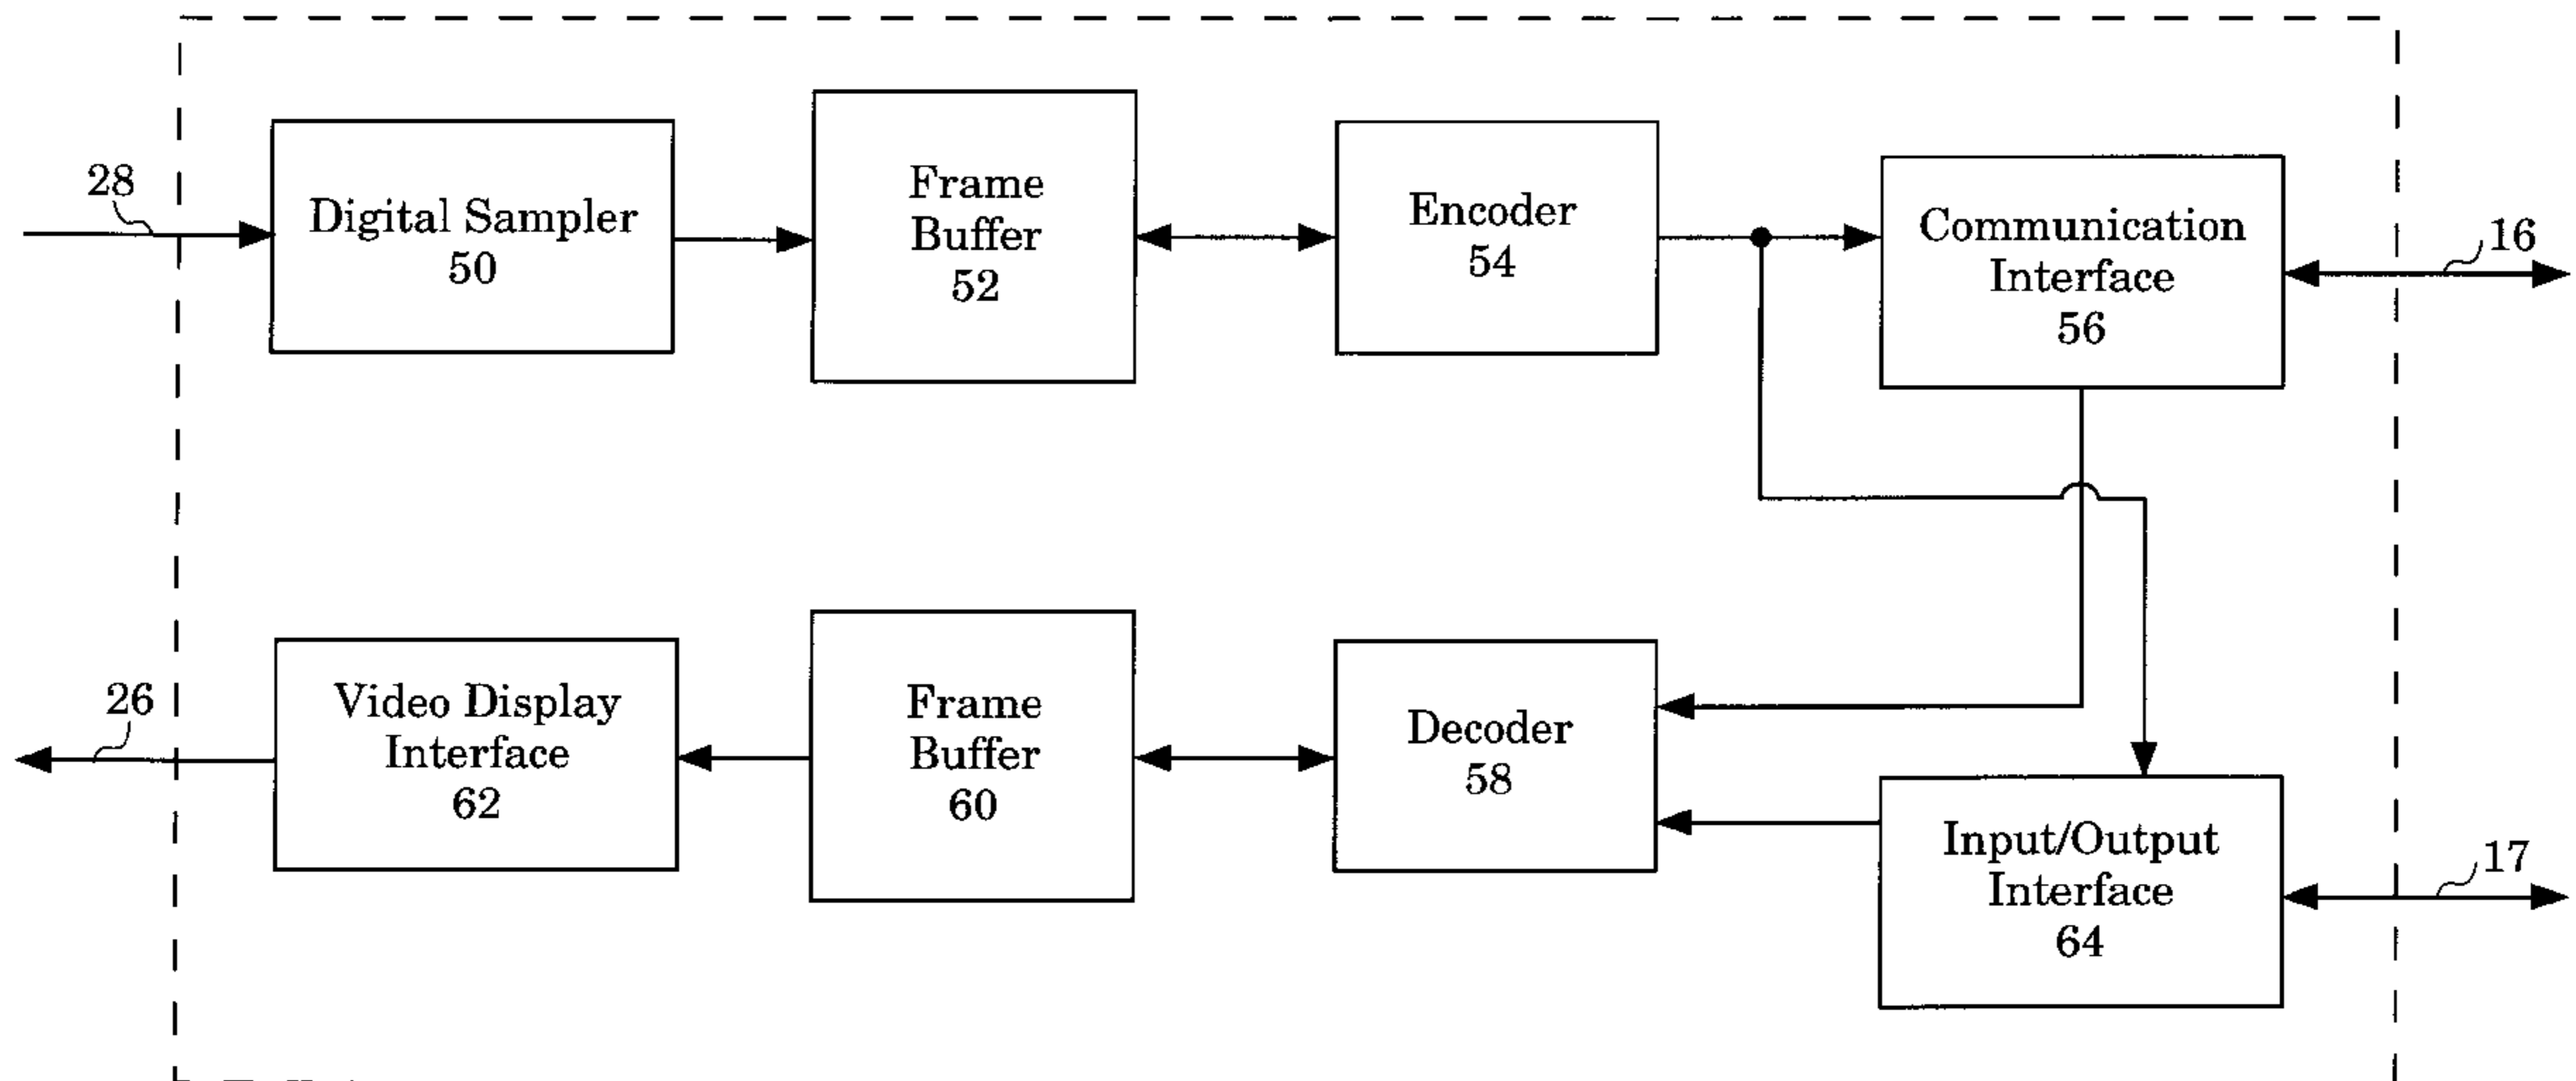 28
Digital Sampler
50
Frame
Buffer
52
Encoder
54
Communication
Interface
56
16
26
Video Display
Interface
62
Frame
Buffer
60
Decoder
58
Input/Output
Interface
64
17